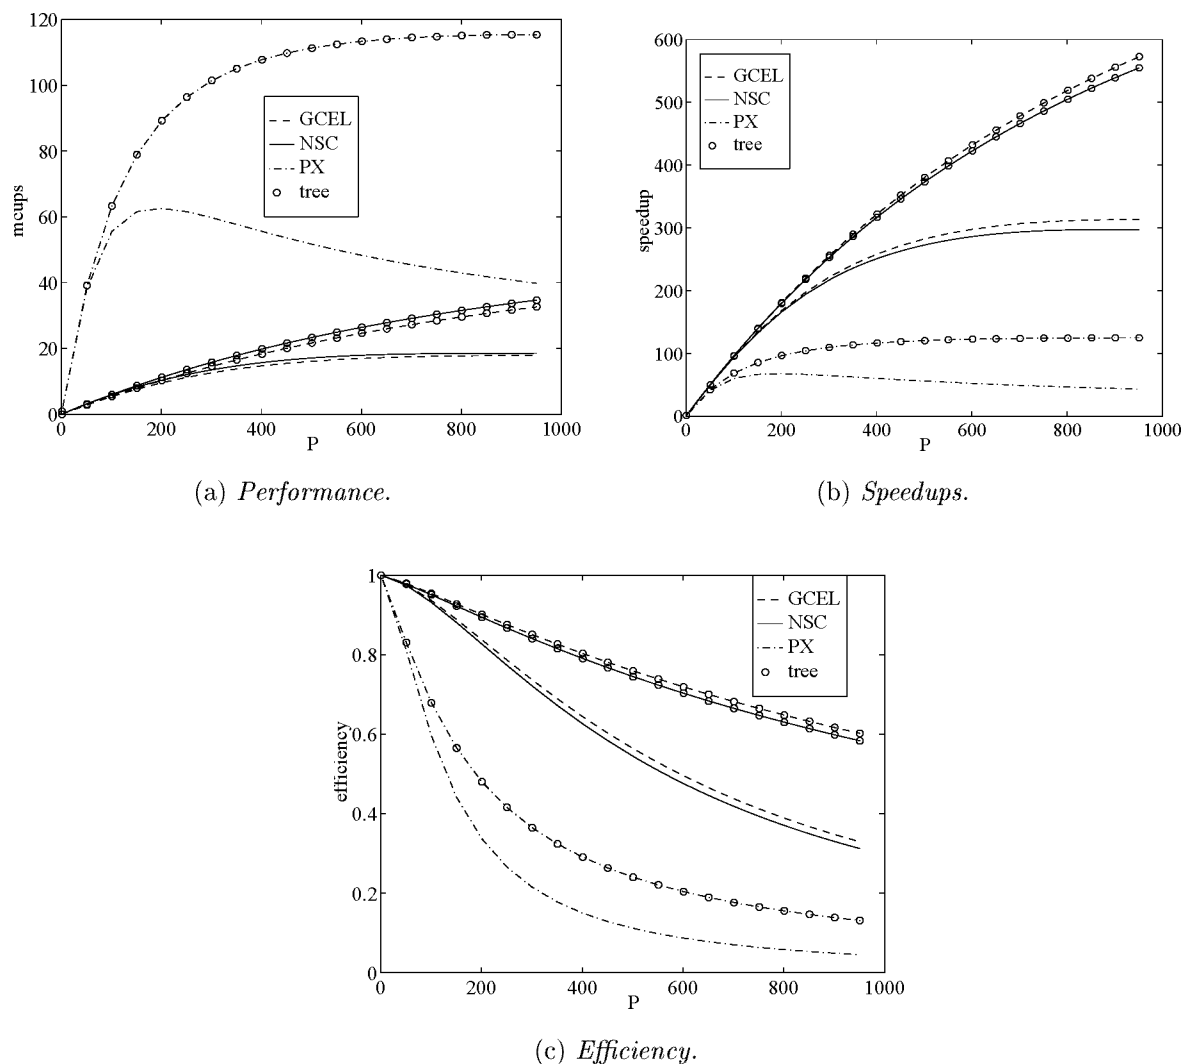 120
100
80
60
40
20
0
mcups
GCEL
NSC
PX
tree
0 200 400 600 800 1000
P
(a) Performance.
600
500
400
300
200
100
0
speedup
GCEL
NSC
PX
tree
0 200 400 600 800 1000
P
(b) Speedups.
1
0.8
0.6
0.4
0.2
0
efficiency
GCEL
NSC
PX
tree
0 200 400 600 800 1000
P
(c) Efficiency.